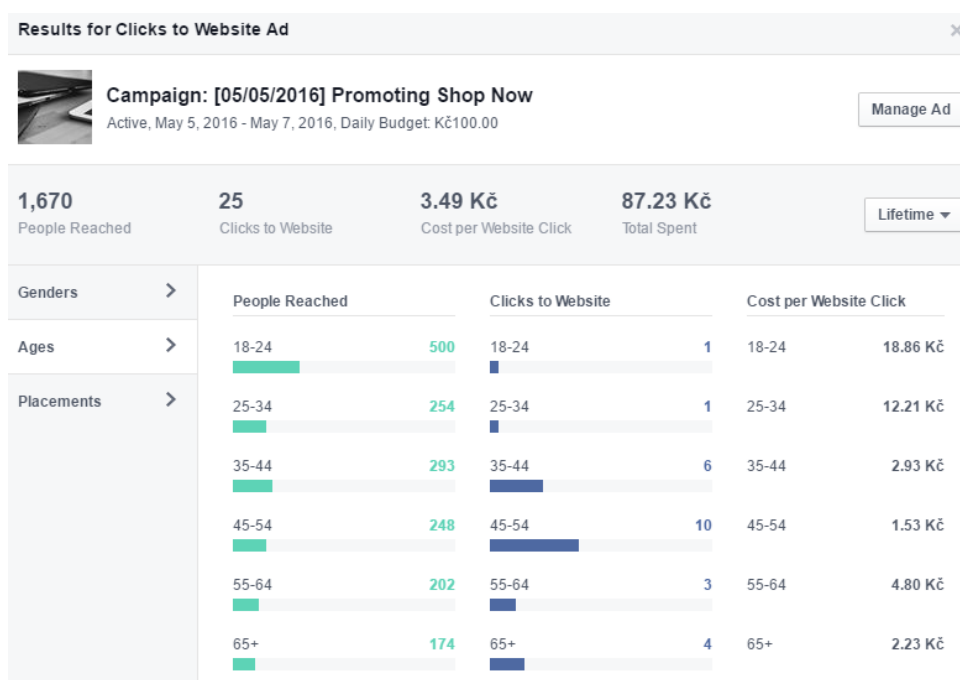 Results for Clicks to Website Ad
×
Campaign: [05/05/2016] Promoting Shop Now
Active, May 5, 2016 - May 7, 2016, Daily Budget: Kč100.00
Manage Ad
1,670 25 3.49 Kč 87.23 Kč
People Reached Clicks to Website Cost per Website Click Total Spent
Lifetime
Genders
Ages
Placements
People Reached Clicks to Website Cost per Website Click
18-24 500 18-24 1 18-24 18.86 Kč
25-34 254 25-34 1 25-34 12.21 Kč
35-44 293 35-44 6 35-44 2.93 Kč
45-54 248 45-54 10 45-54 1.53 Kč
55-64 202 55-64 3 55-64 4.80 Kč
65+ 174 65+ 4 65+ 2.23 Kč